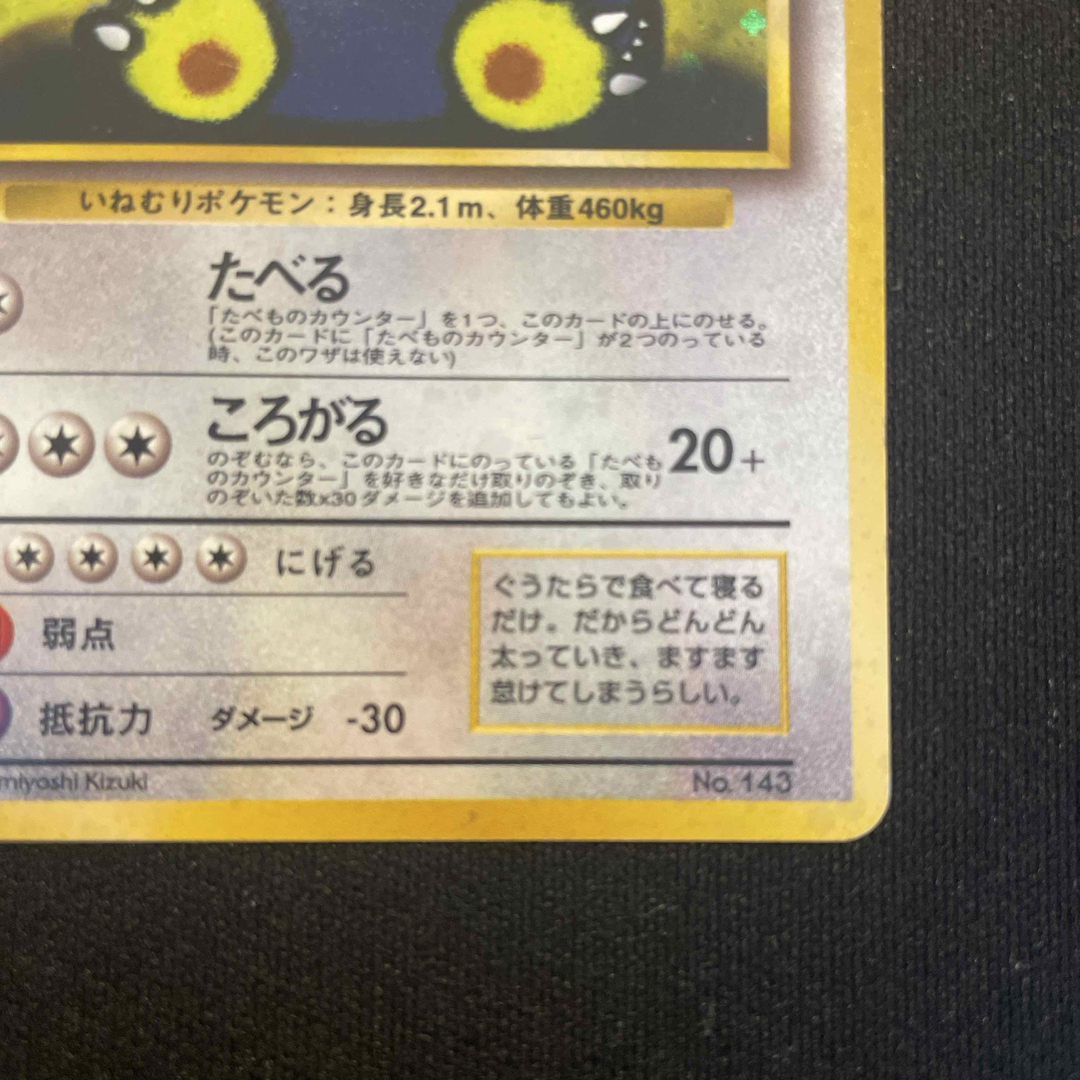 いねむりポケモン：身長2.1m、体重460kg
たべる
「たべものカウンター」を1つ、このカードの上にのせる。
(このカードに「たべものカウンター」が2つのっている
時、このワザは使えない)
ころがる
20+
のぞむなら、このカードにのっている「たべも
のカウンター」を好きなだけ取りのぞき、取り
のぞいた数x30ダメージを追加してもよい。
にげる
弱点
抵抗力 ダメージ -30
ぐうたらで食べて寝る
だけ。だからどんどん
太っていき、ますます
怠けてしまうらしい。
miyoshi Kizuki
No. 143